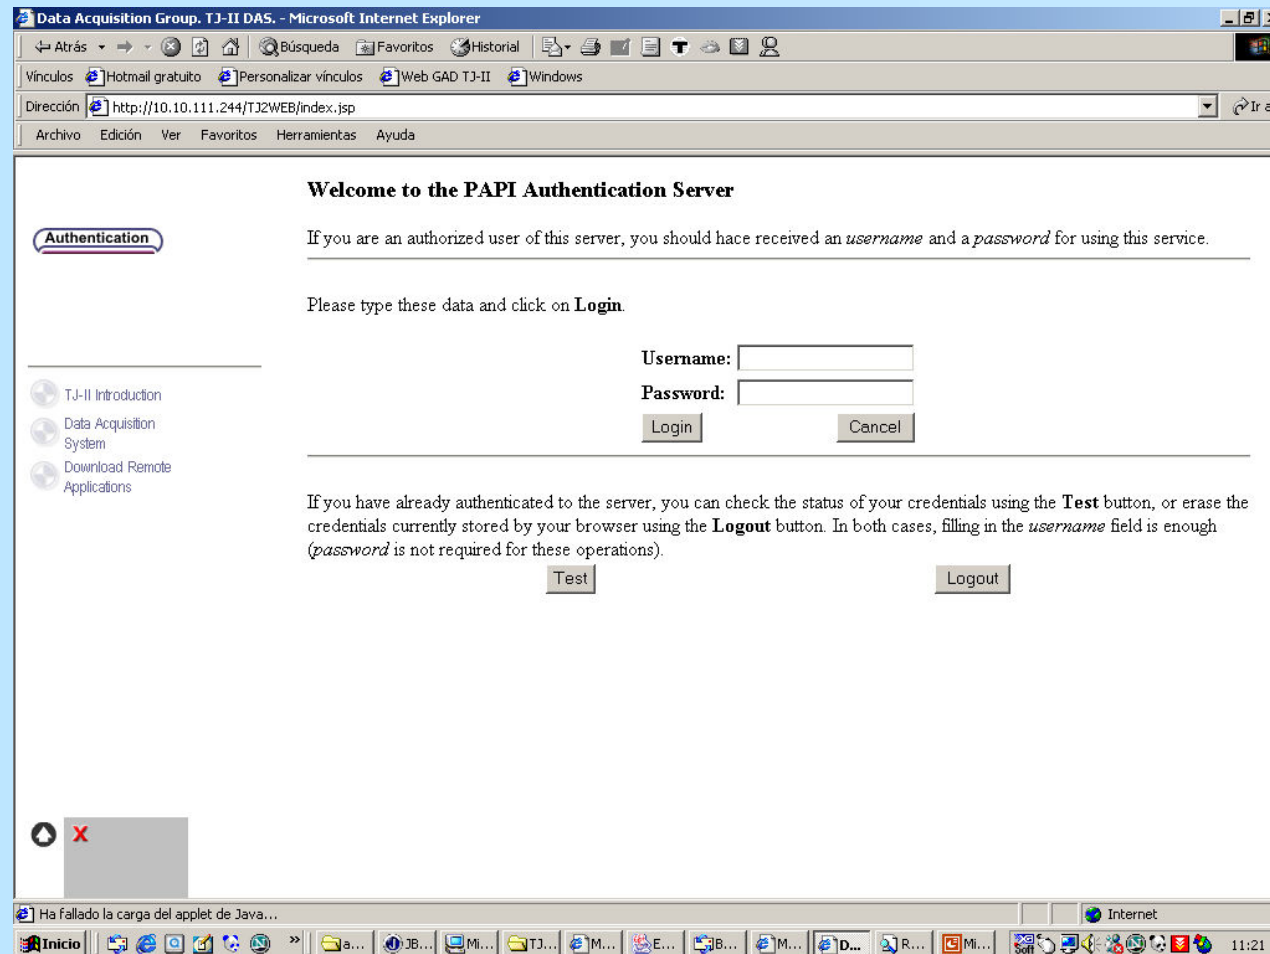 Data Acquisition Group. TJ-II DAS. - Microsoft Internet Explorer
Atrás Búsqueda Favoritos Historial
Vínculos Hotmail gratuito Personalizar vínculos Web GAD TJ-II Windows
Dirección http://10.10.111.244/TJ2WEB/index.jsp Ir a
Archivo Edición Ver Favoritos Herramientas Ayuda
Welcome to the PAPI Authentication Server
Authentication
If you are an authorized user of this server, you should hace received an username and a password for using this service.
Please type these data and click on Login.
Username:
Password:
Login Cancel
TJ-II Introduction
Data Acquisition
System
Download Remote
Applications
If you have already authenticated to the server, you can check the status of your credentials using the Test button, or erase the
credentials currently stored by your browser using the Logout button. In both cases, filling in the username field is enough
(password is not required for these operations).
Test Logout
Ha fallado la carga del applet de Java... Internet
Inicio » a... JB... Mi... TJ... M... E... B... M... D... R... Mi... 11:21